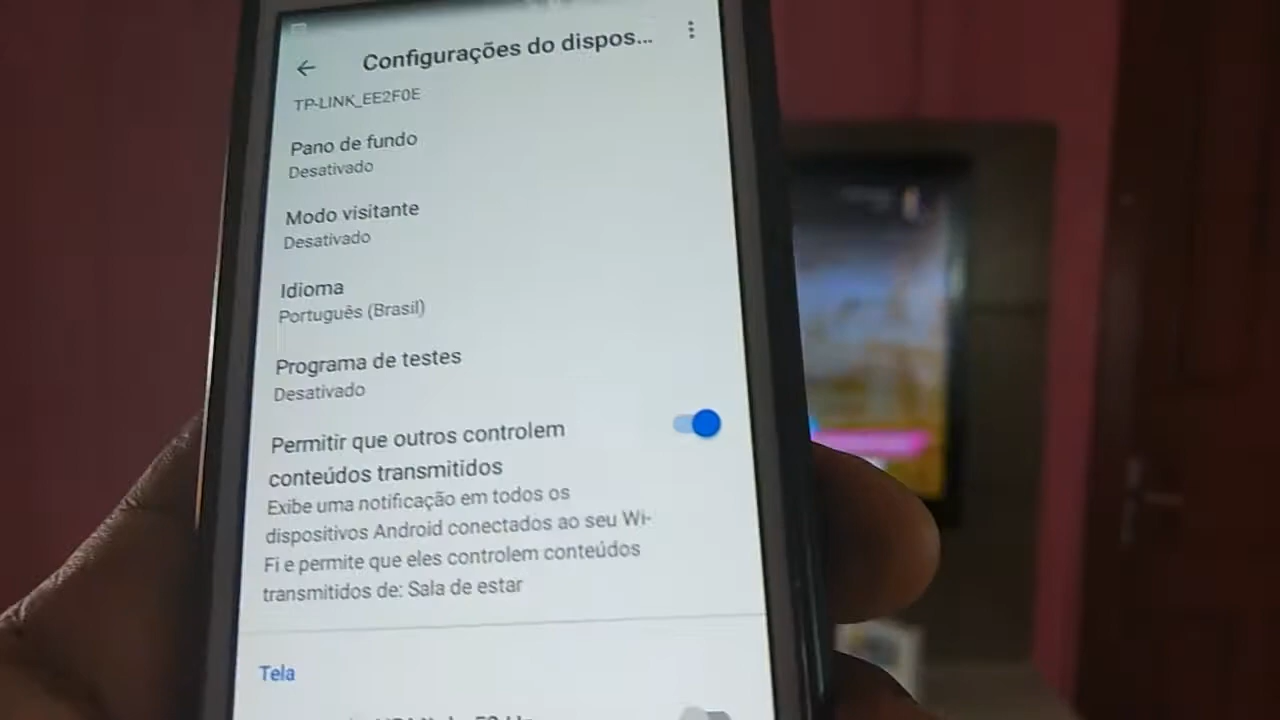 Configurações do dispos...
TP-LINK_EE2F0E
Pano de fundo
Desativado
Modo visitante
Desativado
Idioma
Português (Brasil)
Programa de testes
Desativado
Permitir que outros controlem
conteúdos transmitidos
Exibe uma notificação em todos os
dispositivos Android conectados ao seu Wi-
Fi e permite que eles controlem conteúdos
transmitidos de: Sala de estar
Tela